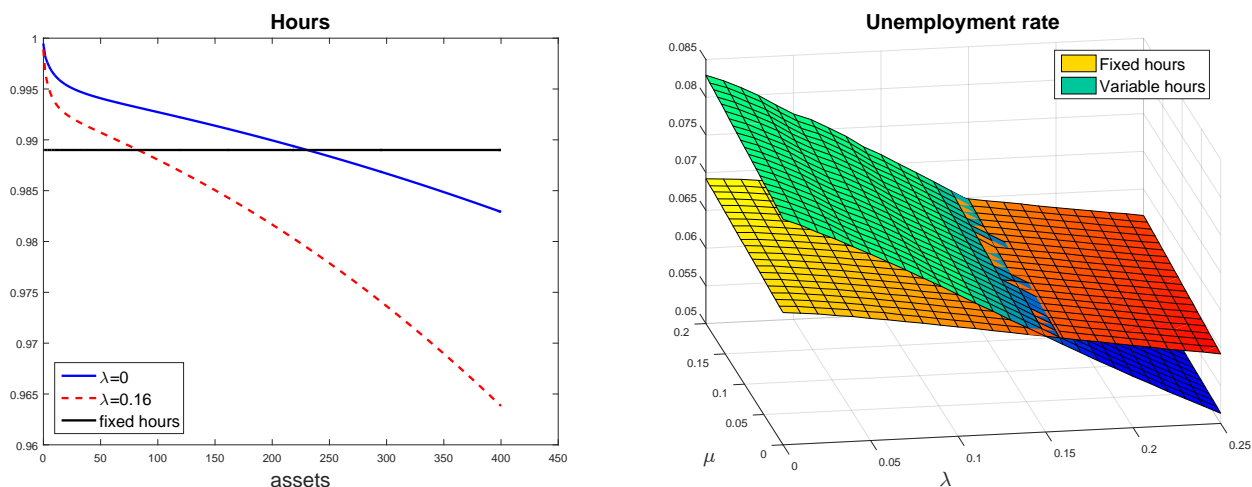 Hours
1
0.995
0.99
0.985
0.98
0.975
0.97
0.965
0.96
λ=0
λ=0.16
fixed hours
0 50 100 150 200 250 300 350 400 450
assets
Unemployment rate
0.085
0.08
0.075
0.07
0.065
0.06
0.055
0.05
Fixed hours
Variable hours
0.2
0.15
0.1
0.05
0
μ
0 0.05 0.1 0.15 0.2 0.25
λ